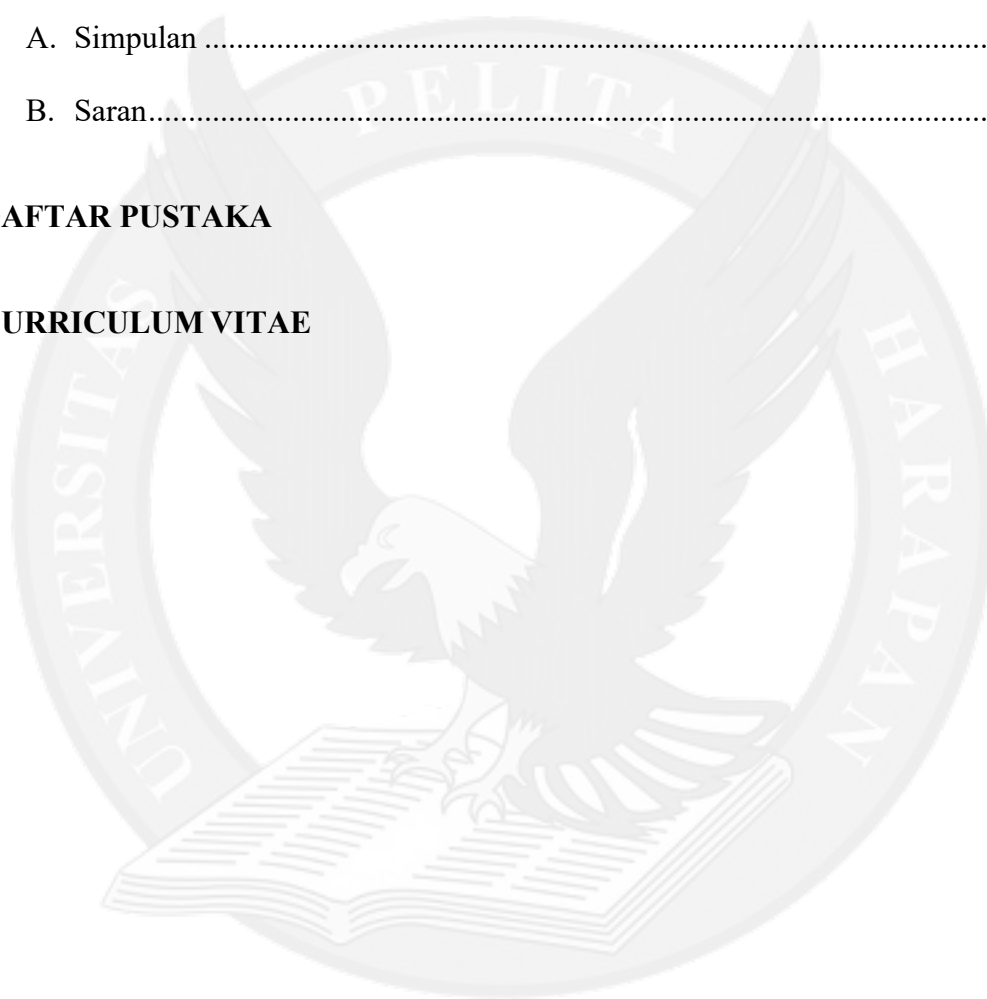 A. Simpulan ....................................................................................................
B. Saran...........................................................................................................
AFTAR PUSTAKA
URRICULUM VITAE
UNIVERSITAS PELITA HARAPAN